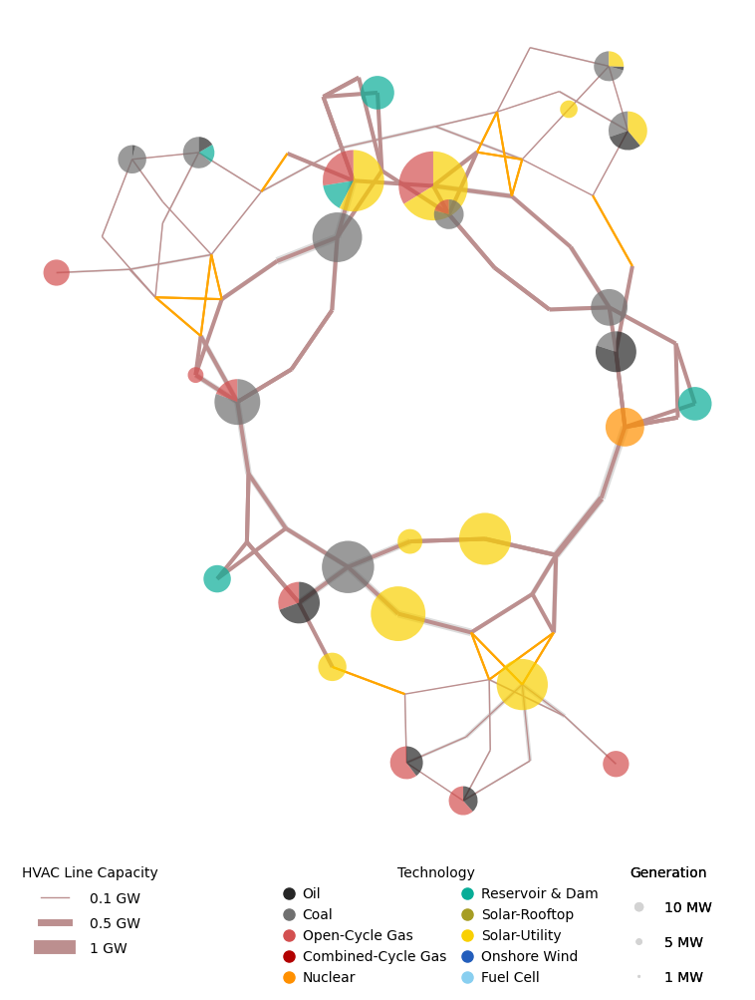 HVAC Line Capacity
0.1 GW
0.5 GW
1 GW
Technology
Oil
Coal
Open-Cycle Gas
Combined-Cycle Gas
Nuclear
Reservoir & Dam
Solar-Rooftop
Solar-Utility
Onshore Wind
Fuel Cell
Generation
10 MW
5 MW
1 MW